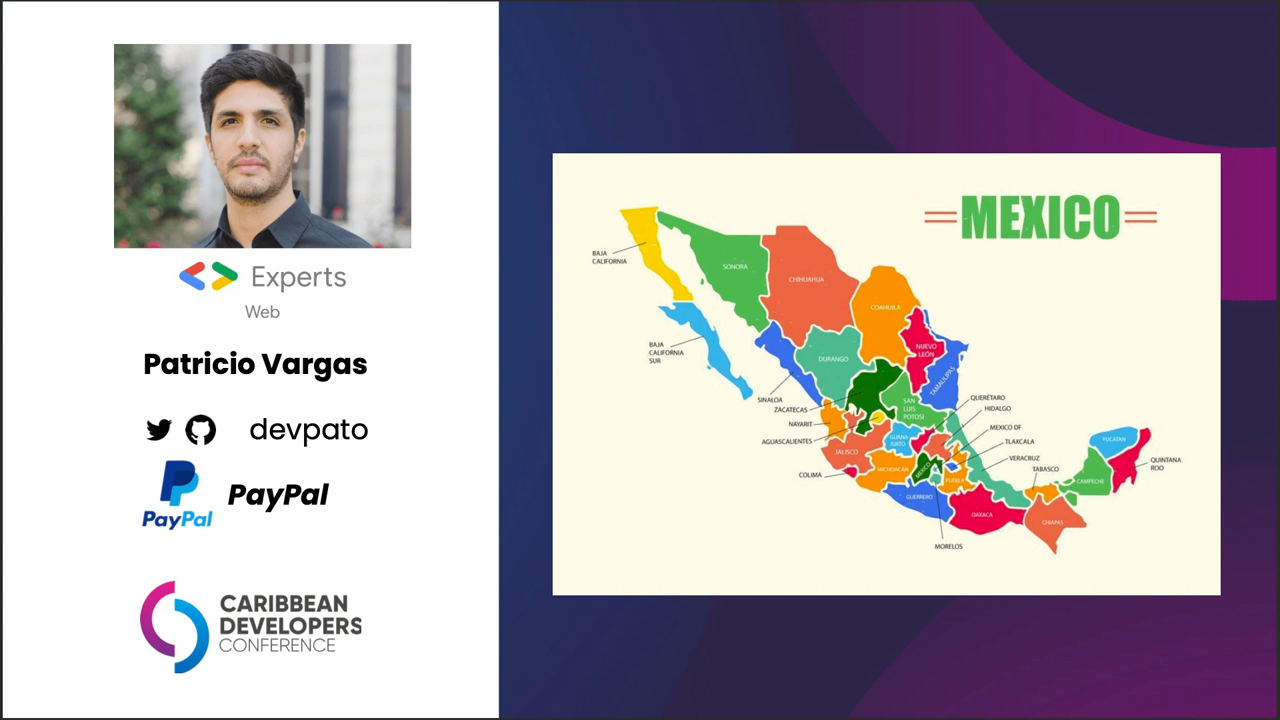 Experts
Web
Patricio Vargas
devpato
PayPal
PayPal
CARIBBEAN
DEVELOPERS
CONFERENCE
MEXICO
BAJA
CALIFORNIA
SONORA
CHIHUAHUA
COAHUILA
BAJA
CALIFORNIA
SUR
NUEVO
LEÓN
DURANGO
TAMAULIPAS
SINALOA
ZACATECAS
SAN
LUIS
POTOSI
QUERÉTARO
HIDALGO
NAYARIT
MEXICO DF
AGUASCALIENTES
GUANA
JUATO
TLAXCALA
YUCATAN
JALISCO
VERACRUZ
QUINTANA
ROO
COLIMA
MICHOACAN
MEXICO
TABASCO
PUEBLA
CAMPECHE
GUERRERO
OAXACA
CHIAPAS
MORELOS